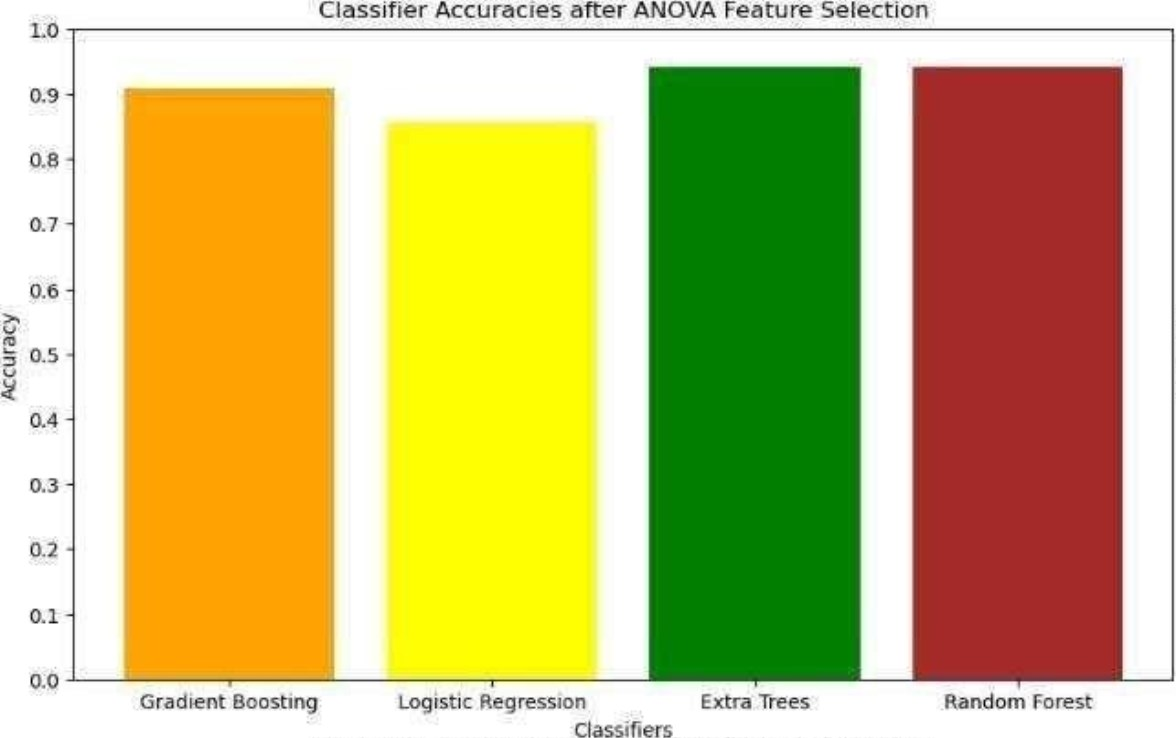 Classifier Accuracies after ANOVA Feature Selection
1.0
0.9
0.8
0.7
0.6
0.5
0.4
0.3
0.2
0.1
0.0
Accuracy
Gradient Boosting
Logistic Regression
Extra Trees
Random Forest
Classifiers